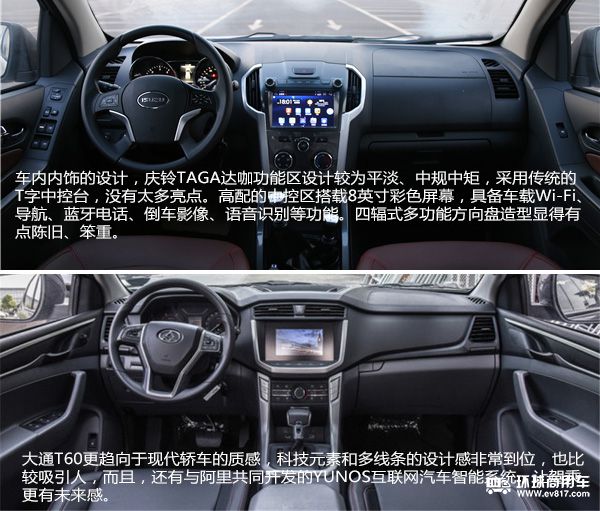 ISUZU
18:01
车内内饰的设计，庆铃TAGA达咖功能区设计较为平淡、中规中矩，采用传统的
T字中控台，没有太多亮点。高配的中控区搭载8英寸彩色屏幕，具备车载Wi-Fi、
导航、蓝牙电话、倒车影像、语音识别等功能。四辐式多功能方向盘造型显得有
点陈旧、笨重。
大通T60更趋向于现代轿车的质感，科技元素和多线条的设计感非常到位，也比
较吸引人，而且，还有与阿里共同开发的YUNOS互联网汽车智能系统，让驾乘
更有未来感。
环球商用车
www.ev817.com